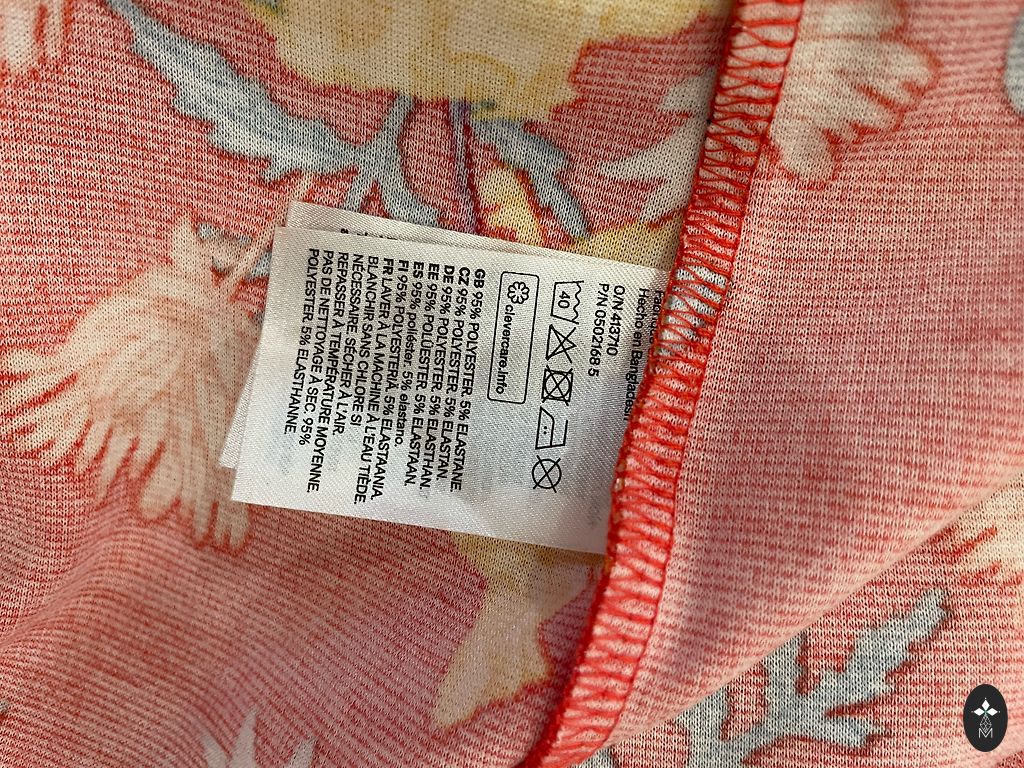 Hecho en Bangladesh
O/N 413710
P/N 0502168 5
40
clevercare.info
GB 95% POLYESTER. 5% ELASTANE.
CZ 95% POLYESTER. 5% ELASTAN.
DE 95% POLYESTER. 5% ELASTHAN.
EE 95% POLÜESTER. 5% ELASTAAN.
ES 95% poliéster. 5% elastano.
FI 95% POLYESTERIÄ. 5% ELASTAANIA.
FR LAVER À LA MACHINE À L'EAU TIÈDE.
BLANCHIR SANS CHLORE SI
NÉCESSAIRE. SÉCHER À L'AIR.
REPASSER À TEMPÉRATURE MOYENNE.
PAS DE NETTOYAGE À SEC. 95%
POLYESTER. 5% ELASTHANNE.
M